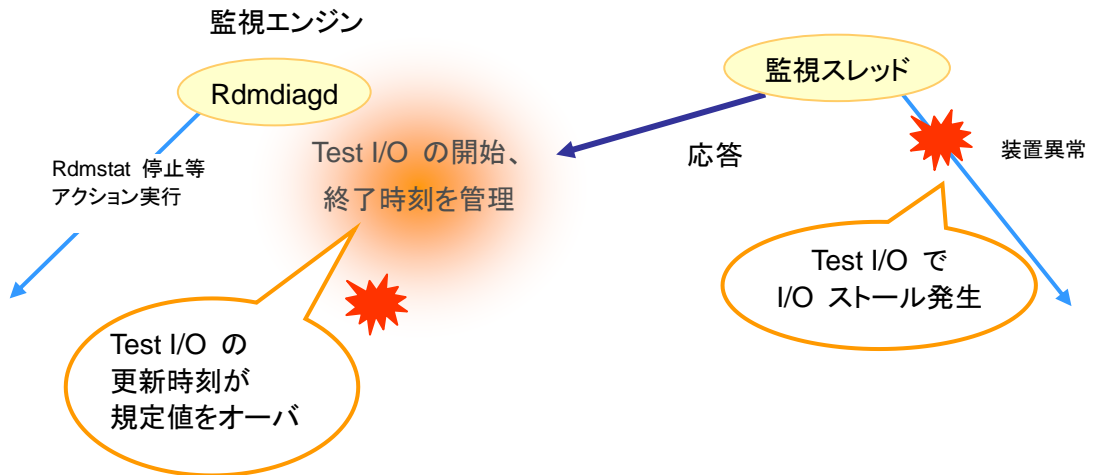 監視エンジン
Rdmdiagd
監視スレッド
Test I/O の開始、
終了時刻を管理
応答
装置異常
Rdmstat 停止等
アクション実行
Test I/O で
I/O ストール発生
Test I/O の
更新時刻が
規定値をオーバ